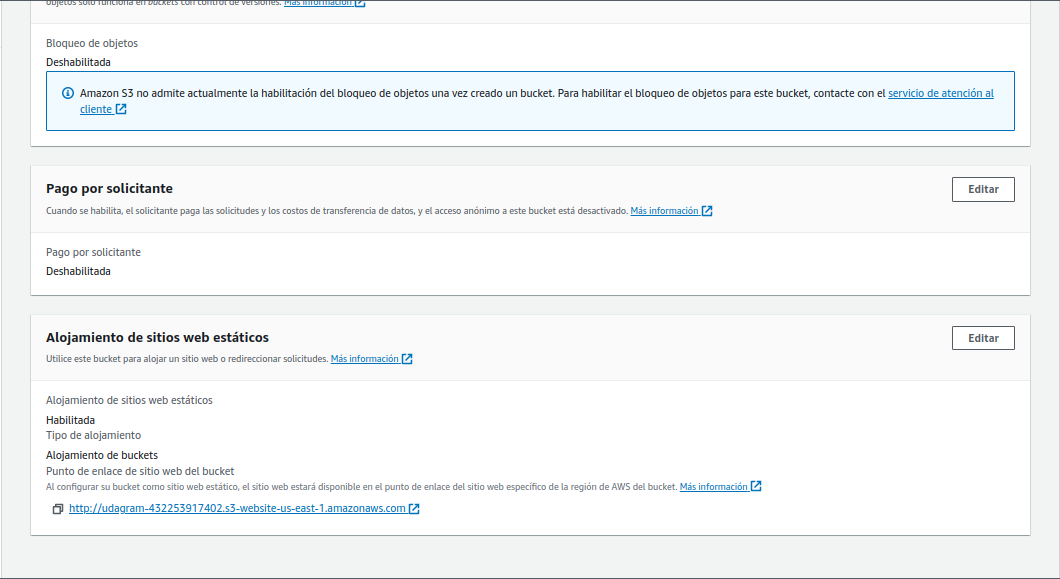 objetos solo funciona en buckets con control de versiones. Más información
Bloqueo de objetos
Deshabilitada
Amazon S3 no admite actualmente la habilitación del bloqueo de objetos una vez creado un bucket. Para habilitar el bloqueo de objetos para este bucket, contacte con el servicio de atención al
cliente
Pago por solicitante
Editar
Cuando se habilita, el solicitante paga las solicitudes y los costos de transferencia de datos, y el acceso anónimo a este bucket está desactivado. Más información
Pago por solicitante
Deshabilitada
Alojamiento de sitios web estáticos
Editar
Utilice este bucket para alojar un sitio web o redireccionar solicitudes. Más información
Alojamiento de sitios web estáticos
Habilitada
Tipo de alojamiento
Alojamiento de buckets
Punto de enlace de sitio web del bucket
Al configurar su bucket como sitio web estático, el sitio web estará disponible en el punto de enlace del sitio web específico de la región de AWS del bucket. Más información
http://udagram-432253917402.s3-website-us-east-1.amazonaws.com